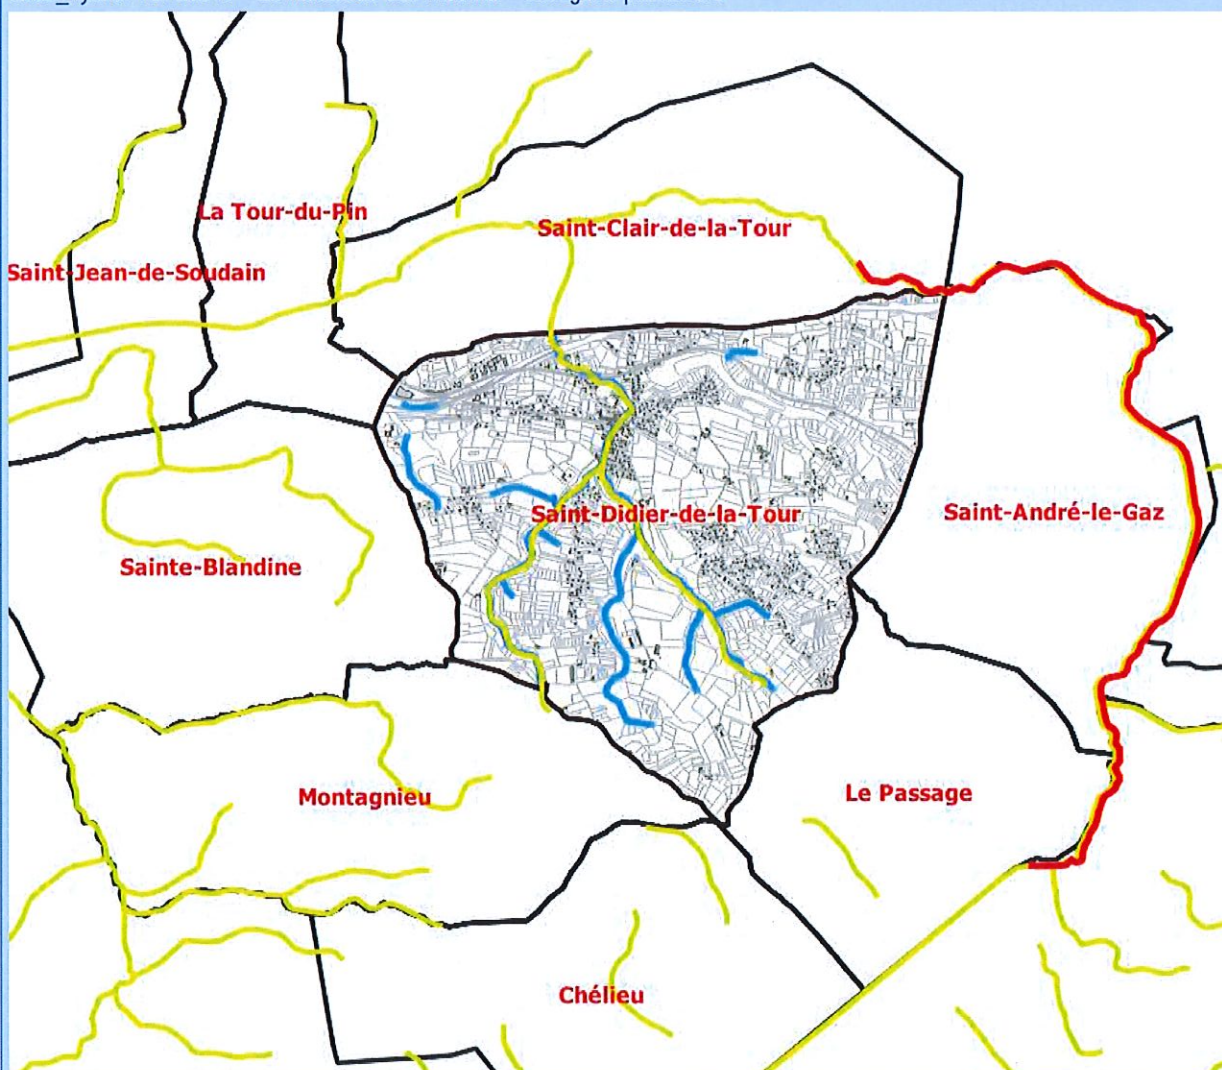 La Tour-du-Pin
Saint-Clair-de-la-Tour
Saint-Jean-de-Soudain
Saint-Didier-de-la-Tour
Saint-André-le-Gaz
Sainte-Blandine
Montagnieu
Le Passage
Chélieu